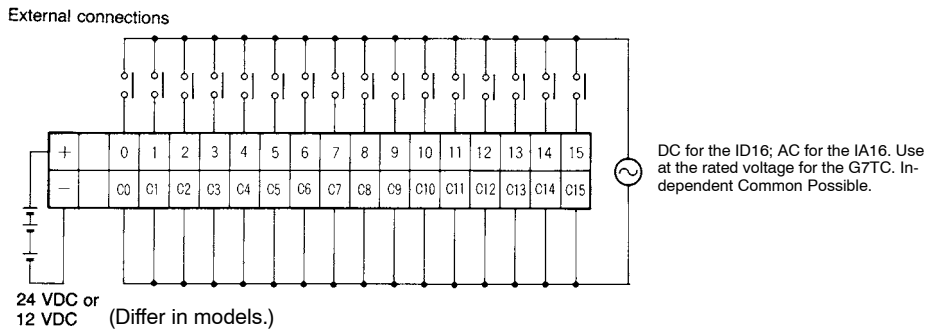 External connections
+ 0 1 2 3 4 5 6 7 8 9 10 11 12 13 14 15
− C0 C1 C2 C3 C4 C5 C6 C7 C8 C9 C10 C11 C12 C13 C14 C15
DC for the ID16; AC for the IA16. Use
at the rated voltage for the G7TC. In-
dependent Common Possible.
24 VDC or
12 VDC (Differ in models.)